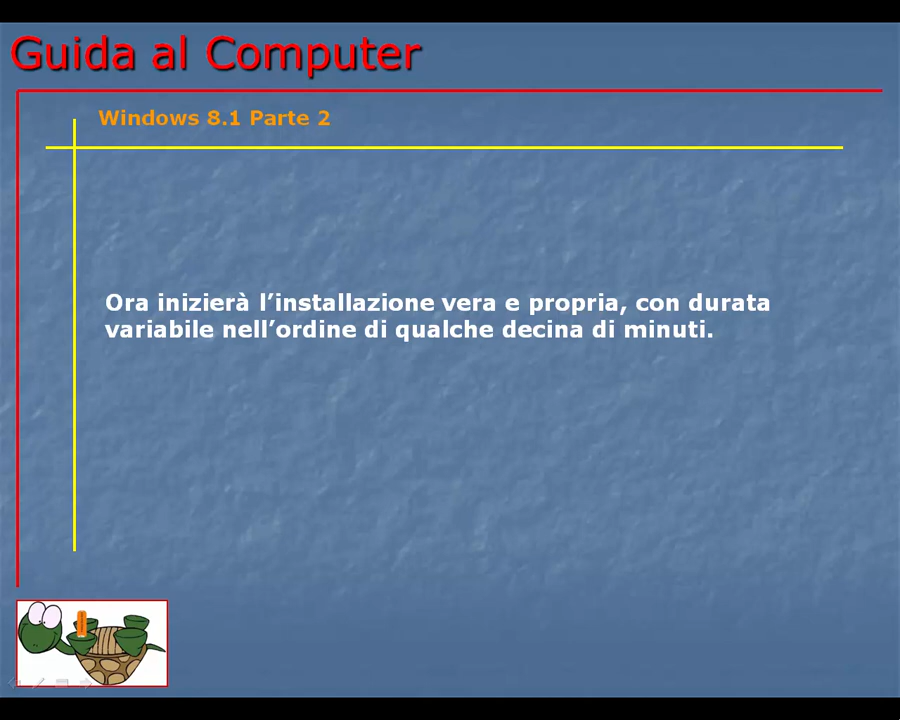 Guida al Computer
Windows 8.1 Parte 2
Ora inizierà l’installazione vera e propria, con durata
variabile nell’ordine di qualche decina di minuti.